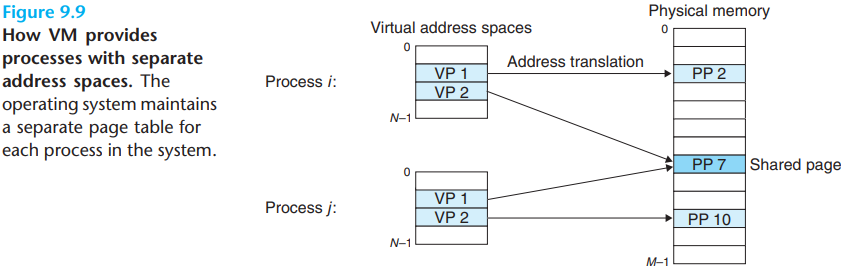 Figure 9.9
How VM provides
processes with separate
address spaces. The
operating system maintains
a separate page table for
each process in the system.
Virtual address spaces
Physical memory
0
0
Address translation
Process i:
VP 1
PP 2
VP 2
N–1
PP 7
Shared page
0
Process j:
VP 1
VP 2
PP 10
N–1
M–1